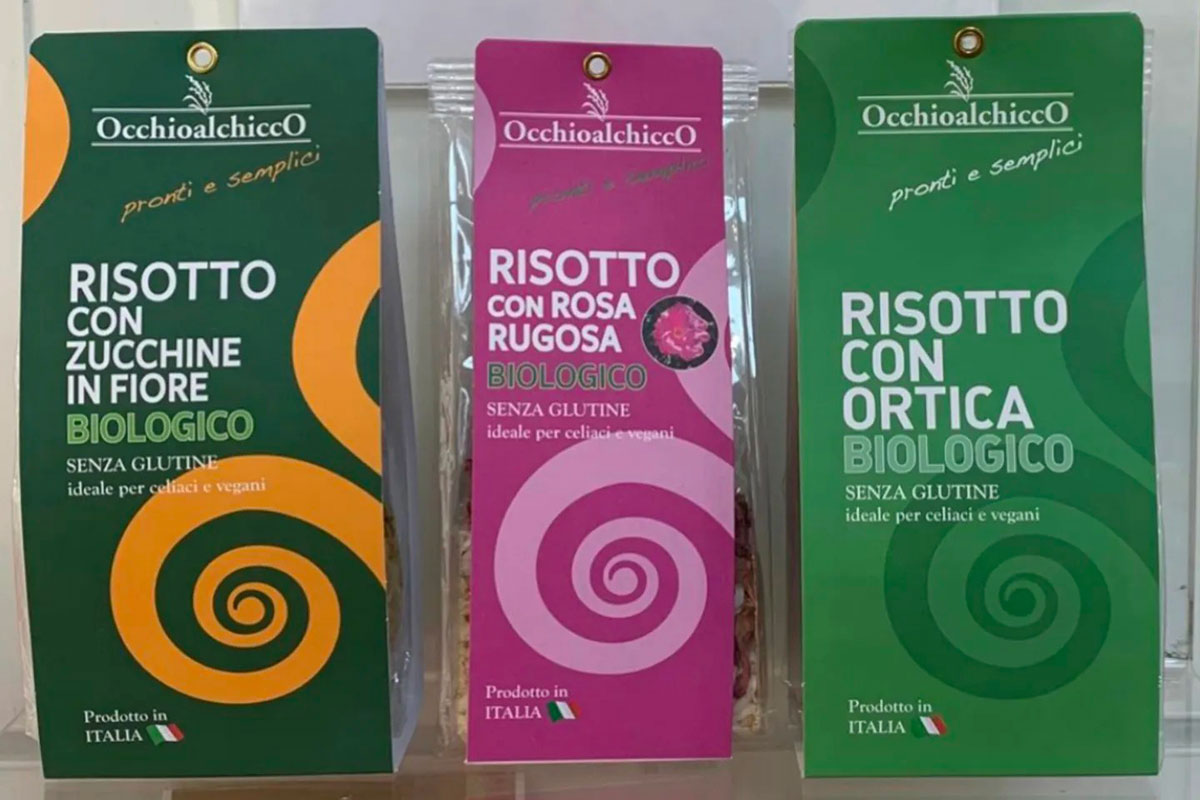 OcchioalchiccO
pronti e semplici
RISOTTO
CON
ZUCCHINE
IN FIORE
BIOLOGICO
SENZA GLUTINE
ideale per celiaci e vegani
Prodotto in
ITALIA
OcchioalchiccO
pronti e semplici
RISOTTO
CON ROSA
RUGOSA
BIOLOGICO
SENZA GLUTINE
ideale per celiaci e vegani
Prodotto in
ITALIA
OcchioalchiccO
pronti e semplici
RISOTTO
CON
ORTICA
BIOLOGICO
SENZA GLUTINE
ideale per celiaci e vegani
Prodotto in
ITALIA